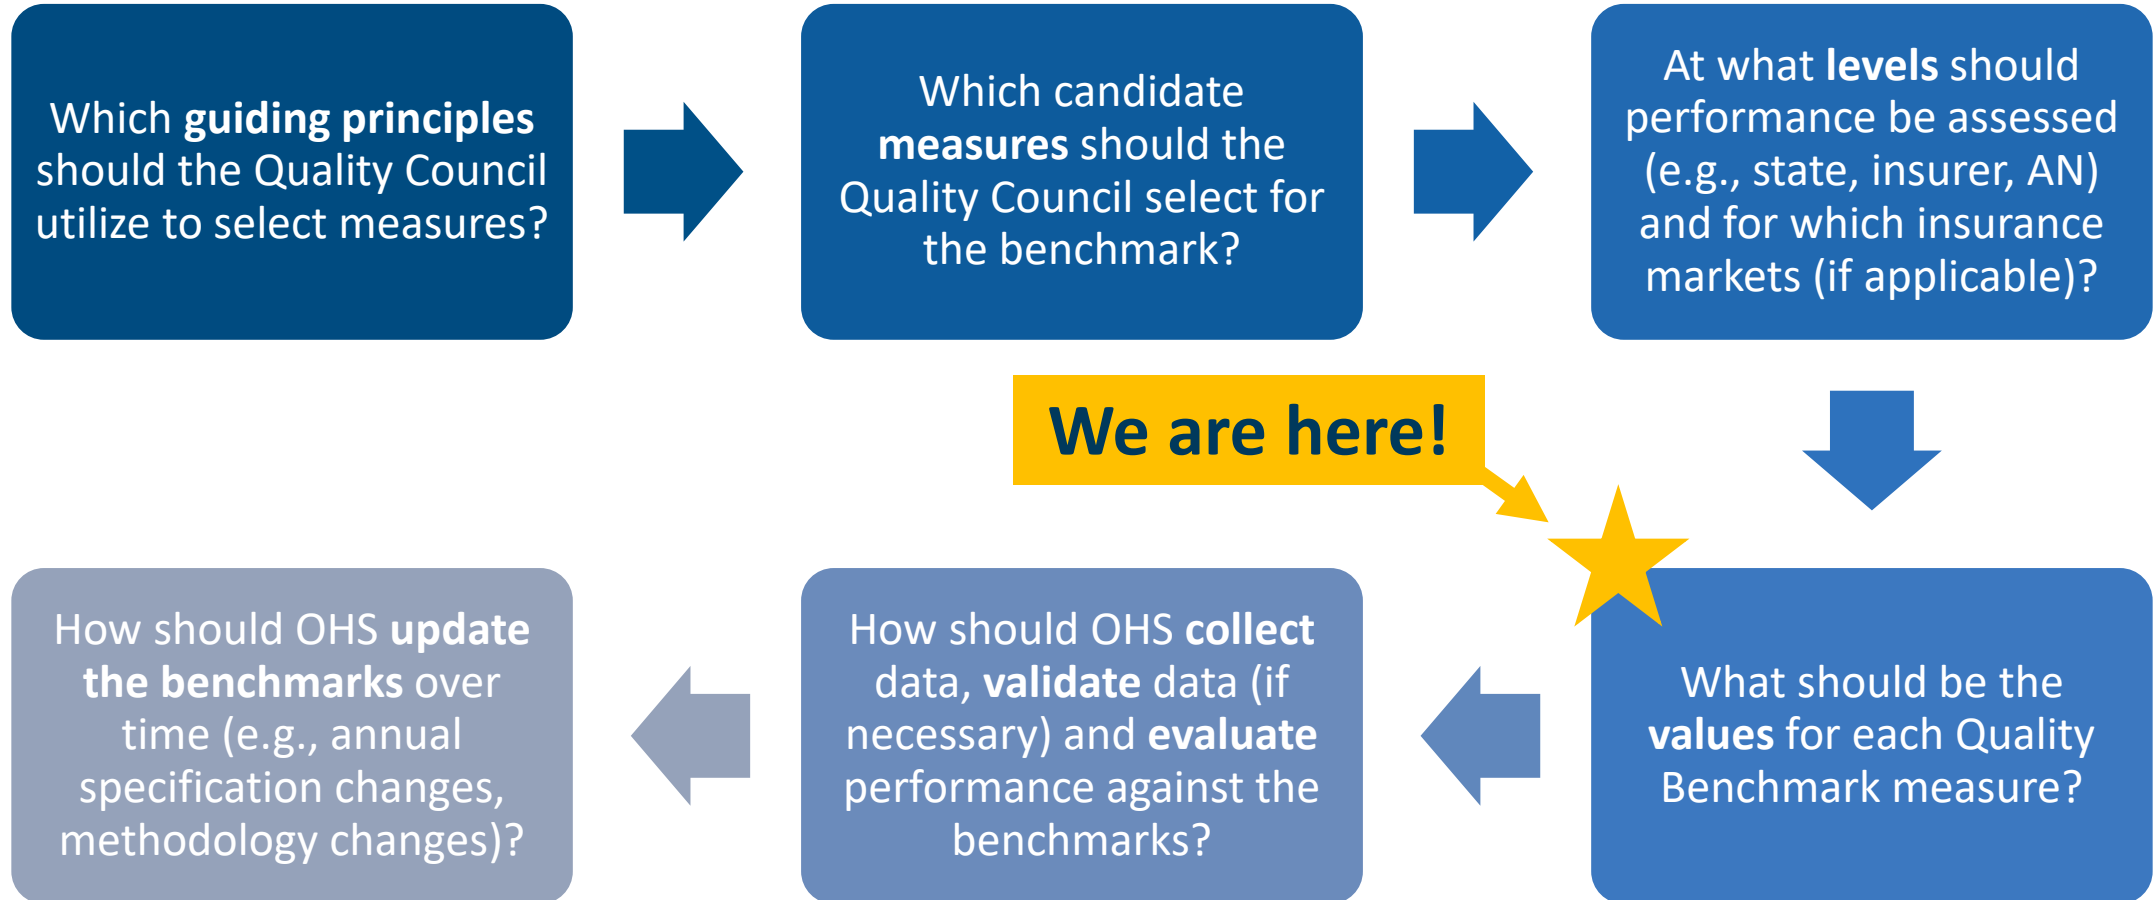 Which guiding principles
should the Quality Council
utilize to select measures?
Which candidate
measures should the
Quality Council select for
the benchmark?
At what levels should
performance be assessed
(e.g., state, insurer, AN)
and for which insurance
markets (if applicable)?
We are here!
What should be the
values for each Quality
Benchmark measure?
How should OHS collect
data, validate data (if
necessary) and evaluate
performance against the
benchmarks?
How should OHS update
the benchmarks over
time (e.g., annual
specification changes,
methodology changes)?